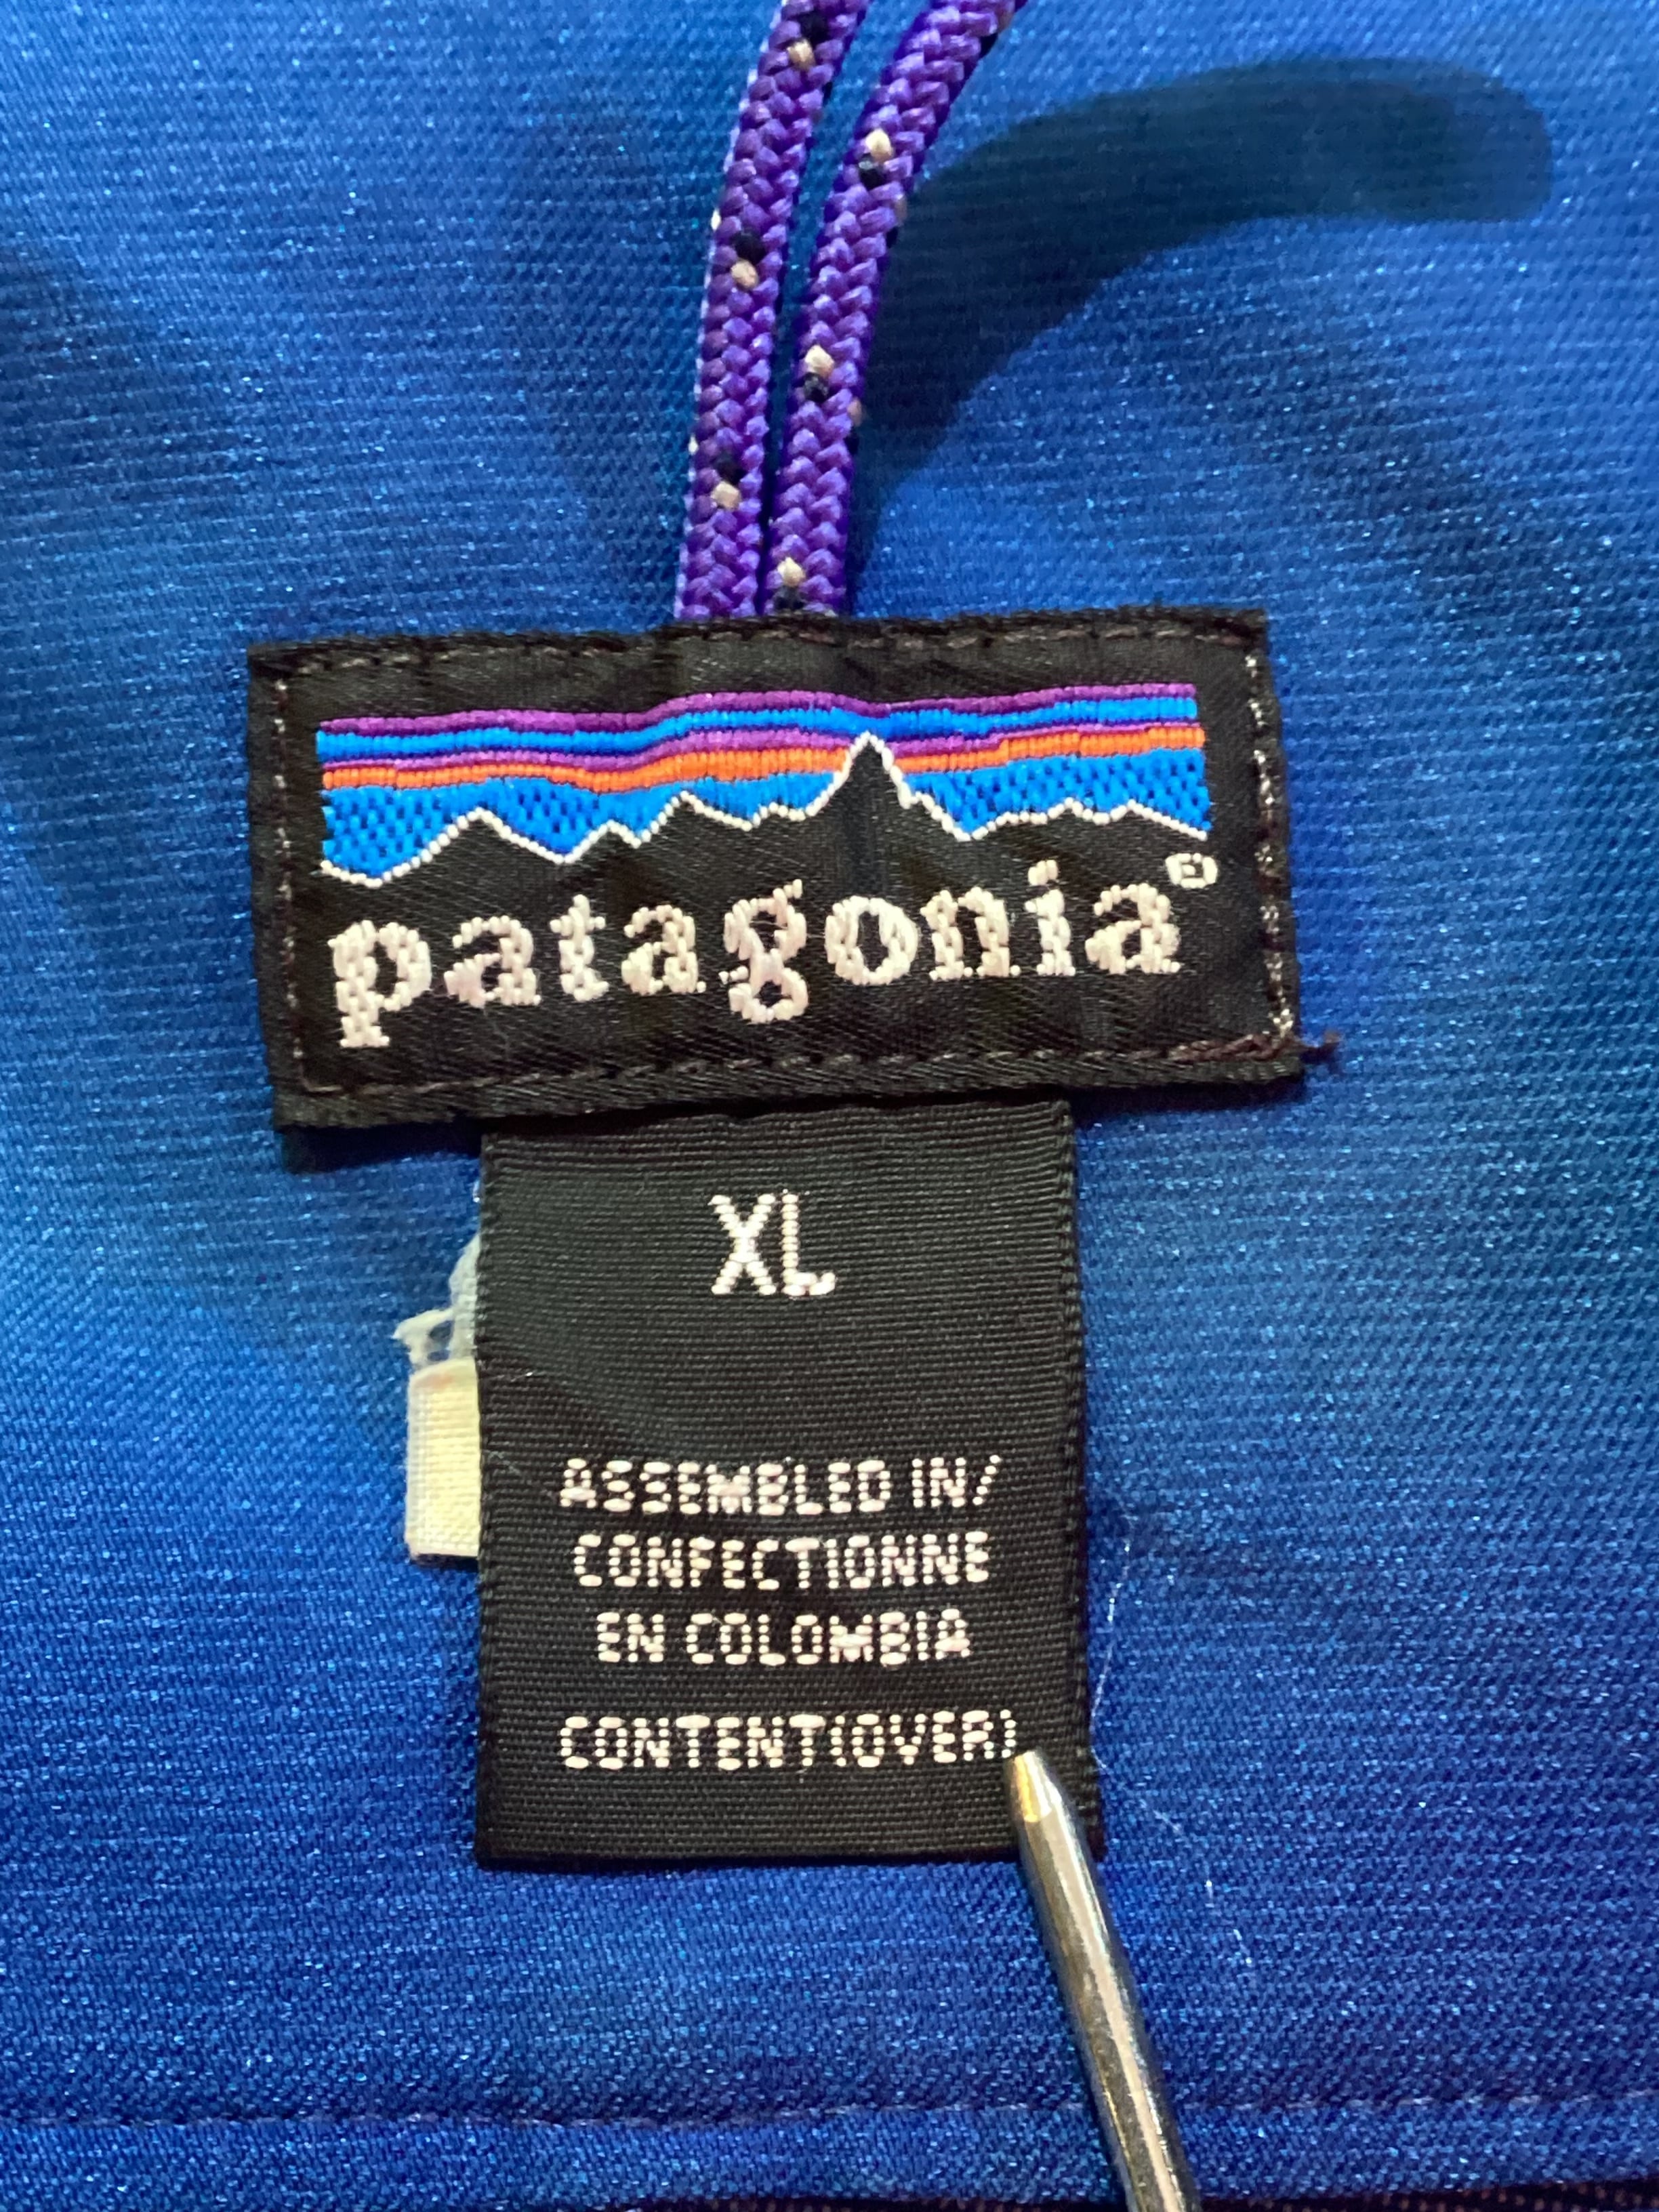 patagonia®
XL
ASSEMBLED IN/
CONFECTIONNE
EN COLOMBIA
CONTENT(OVER)